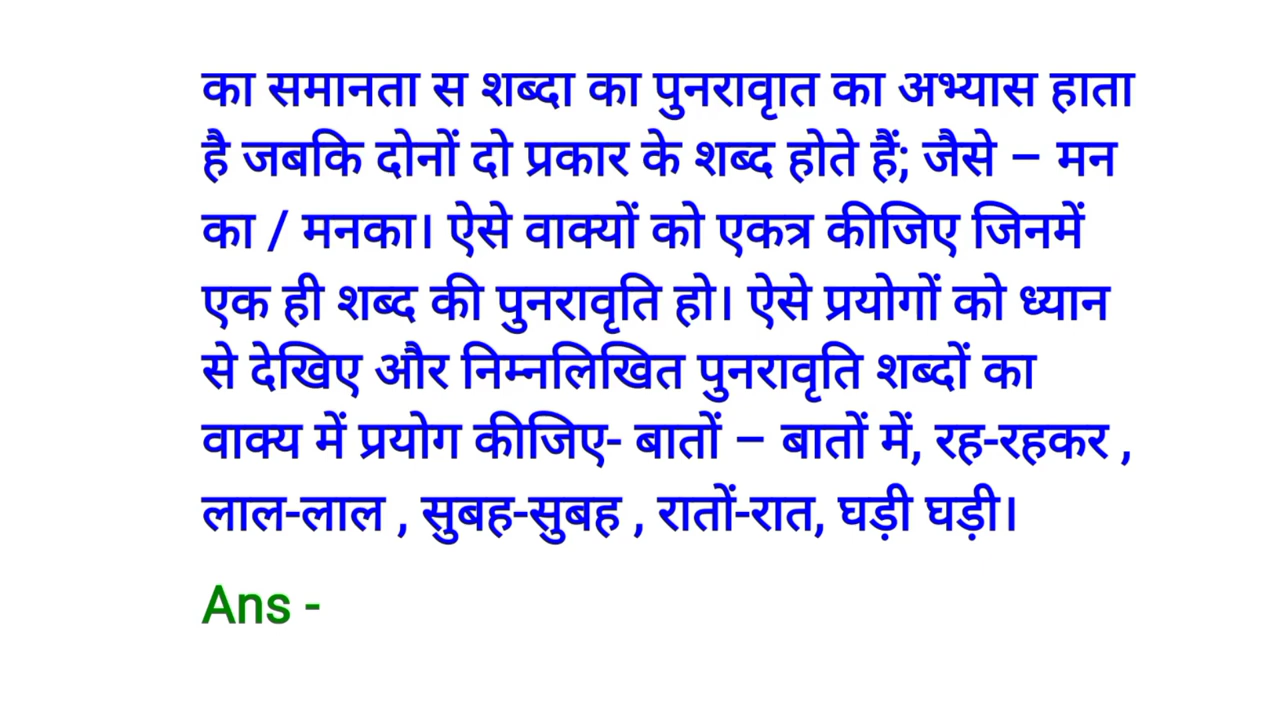 का समानता स शब्दा का पुनरावृात का अभ्यास हाता
है जबकि दोनों दो प्रकार के शब्द होते हैं; जैसे – मन
का / मनका। ऐसे वाक्यों को एकत्र कीजिए जिनमें
एक ही शब्द की पुनरावृति हो। ऐसे प्रयोगों को ध्यान
से देखिए और निम्नलिखित पुनरावृति शब्दों का
वाक्य में प्रयोग कीजिए- बातों – बातों में, रह-रहकर ,
लाल-लाल , सुबह-सुबह , रातों-रात, घड़ी घड़ी।
Ans -